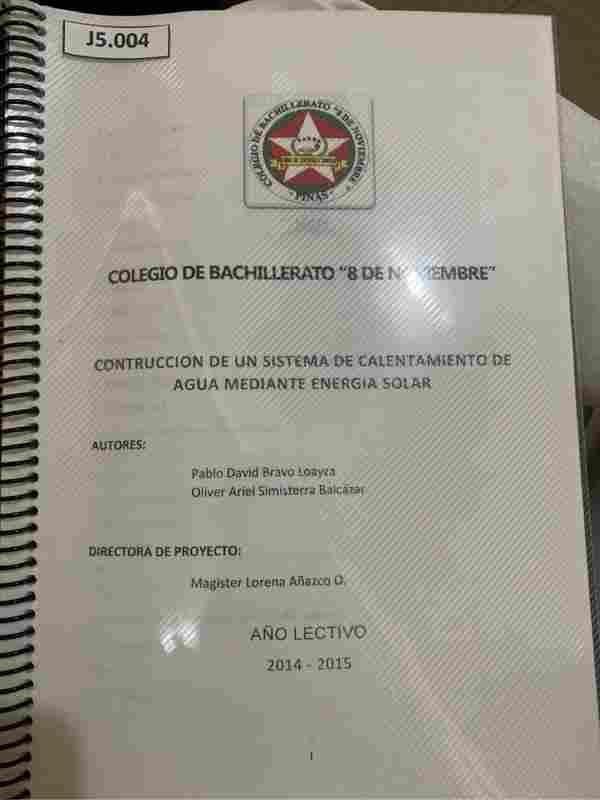 J5.004
COLEGIO DE BACHILLERATO "8 DE NOVIEMBRE"
PIÑAS
COLEGIO DE BACHILLERATO "8 DE NOVIEMBRE"
CONTRUCCION DE UN SISTEMA DE CALENTAMIENTO DE
AGUA MEDIANTE ENERGIA SOLAR
AUTORES:
Pablo David Bravo Loayza
Oliver Ariel Simisterra Balcázar
DIRECTORA DE PROYECTO:
Magister Lorena Añazco O.
AÑO LECTIVO
2014 - 2015
1